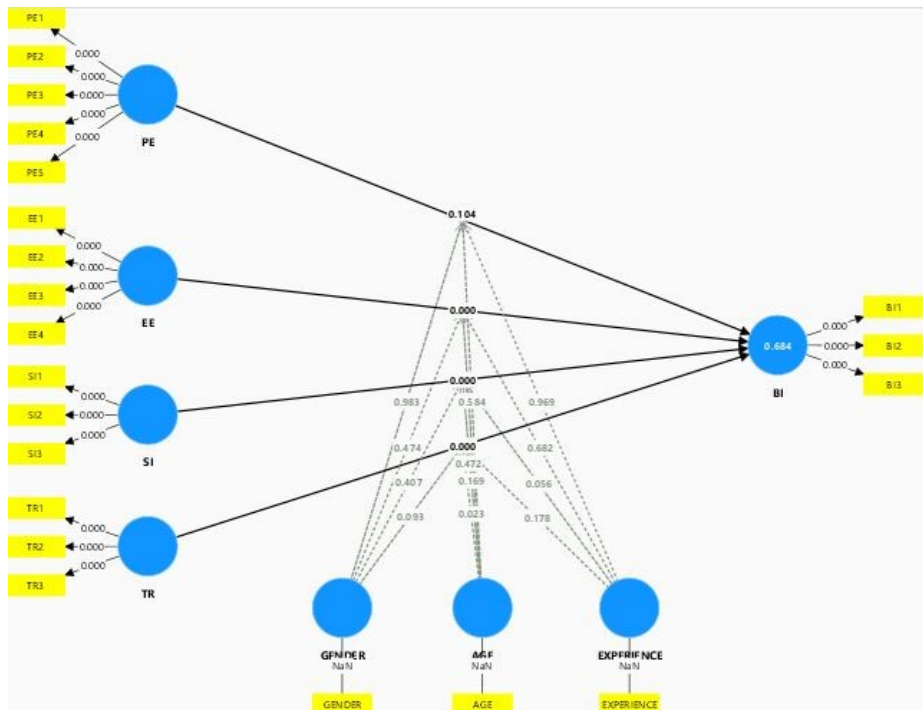 PE1
0.000
PE2
0.000
PE3
0.000
PE4
0.000
0.000
PE5
PE
0.104
EE1
0.000
EE2
0.000
EE3
0.000
0.000
EE4
EE
0.000
BI1
0.000
0.684
0.000
BI2
0.000
BI3
BI
SI1
0.000
SI2
0.000
SI3
0.000
SI
0.000
0.983
0.584
0.969
0.474
0.682
0.000
0.472
0.407
0.169
0.056
0.093
0.023
0.178
TR1
0.000
TR2
0.000
TR3
0.000
TR
GENDER
AGE
EXPERIENCE
NaN
NaN
NaN
GENDER
AGE
EXPERIENCE